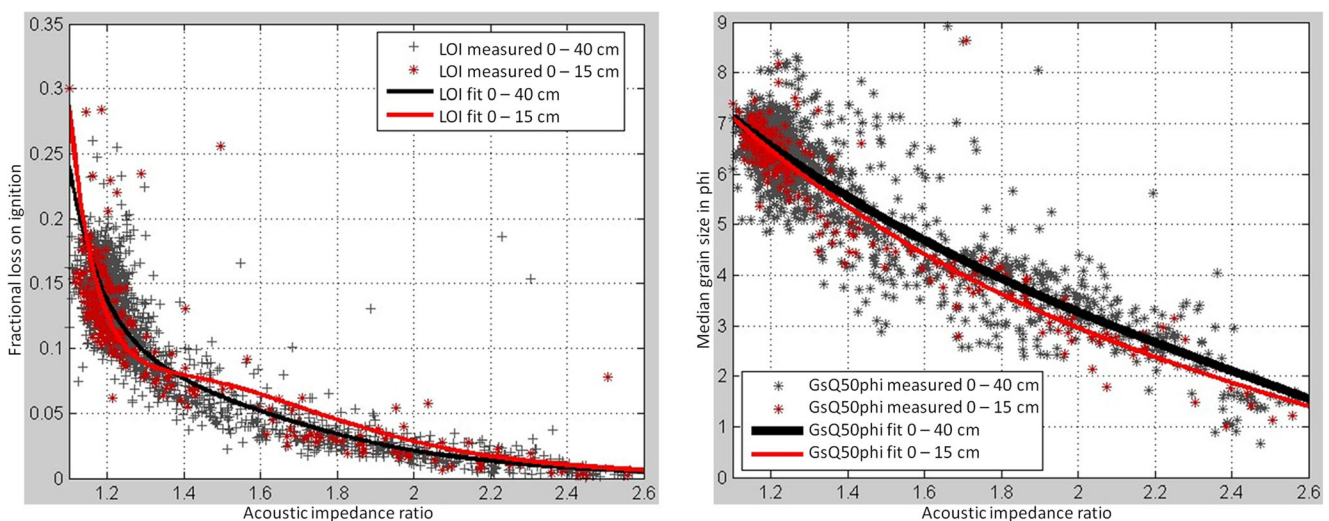 0.35
0.3
0.25
0.2
0.15
0.1
0.05
0
Fractional loss on ignition
LOI measured 0 – 40 cm
LOI measured 0 – 15 cm
LOI fit 0 – 40 cm
LOI fit 0 – 15 cm
1.2 1.4 1.6 1.8 2 2.2 2.4 2.6
Acoustic impedance ratio
9
8
7
6
5
4
3
2
1
0
Median grain size in phi
GsQ50phi measured 0 – 40 cm
GsQ50phi measured 0 – 15 cm
GsQ50phi fit 0 – 40 cm
GsQ50phi fit 0 – 15 cm
1.2 1.4 1.6 1.8 2 2.2 2.4 2.6
Acoustic impedance ratio